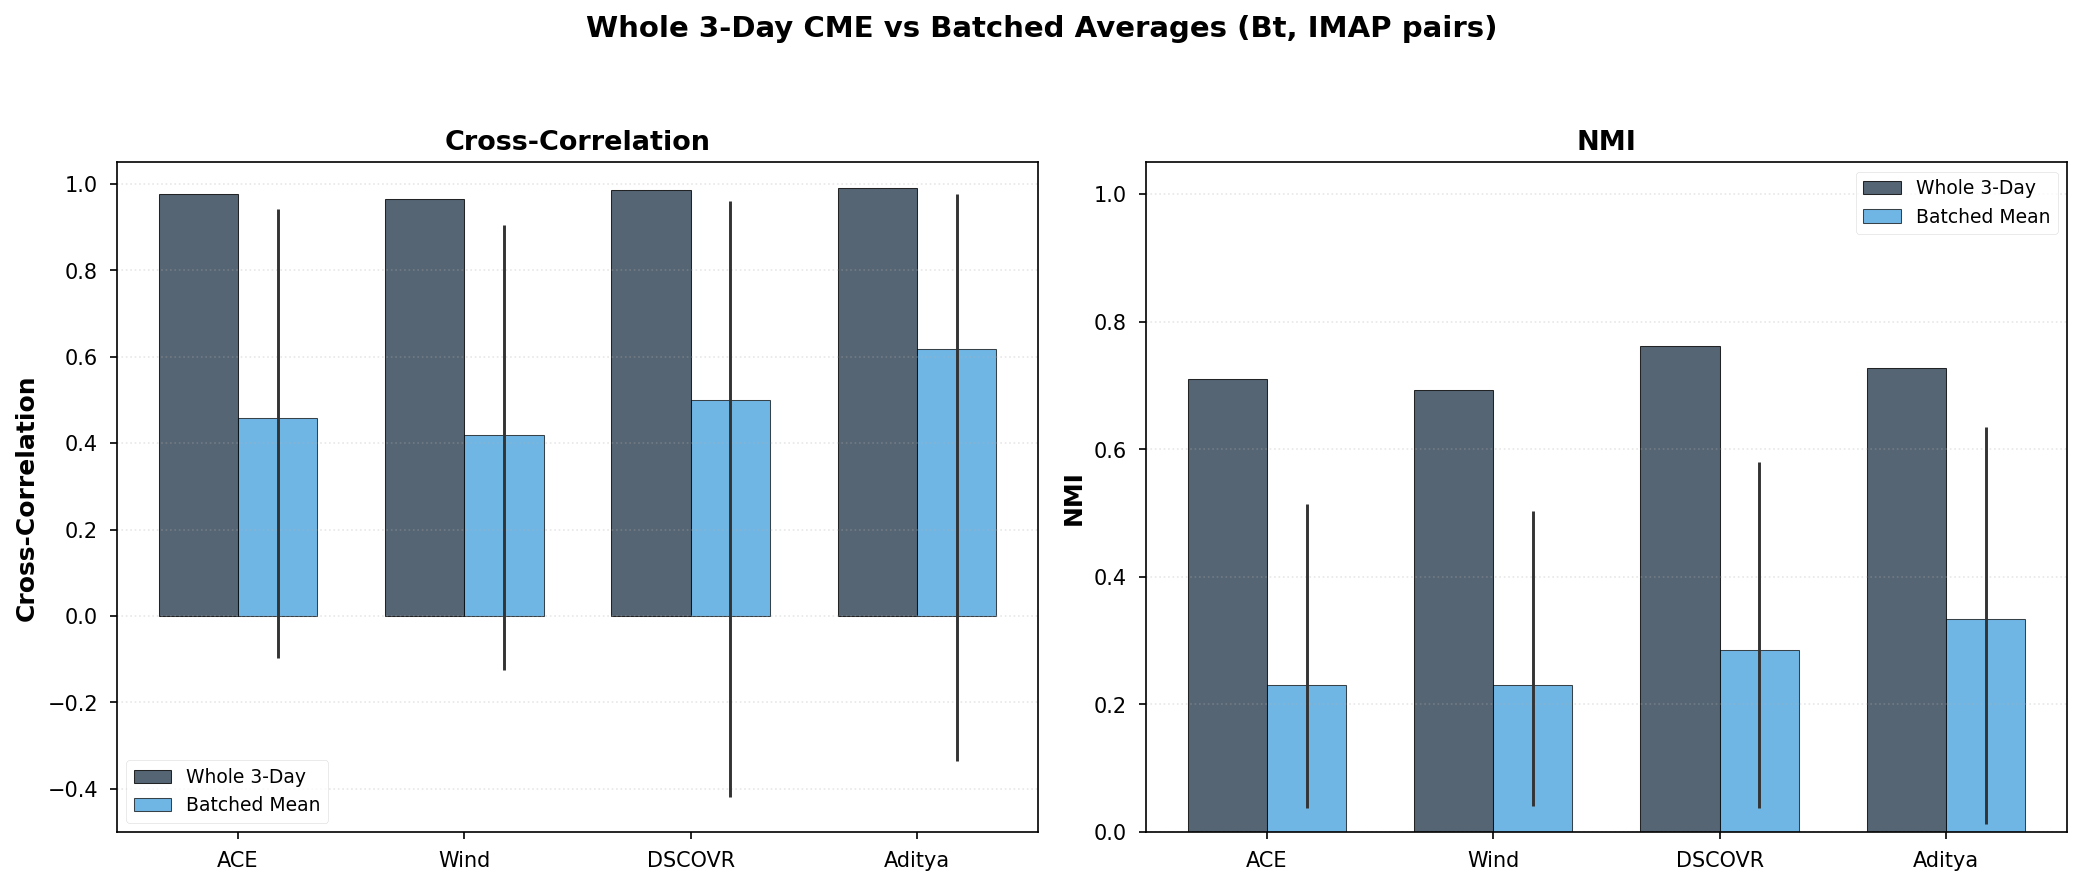 Whole 3-Day CME vs Batched Averages (Bt, IMAP pairs)
Cross-Correlation
Cross-Correlation
1.0
0.8
0.6
0.4
0.2
0.0
−0.2
−0.4
Whole 3-Day
Batched Mean
ACE Wind DSCOVR Aditya
NMI
NMI
1.0
0.8
0.6
0.4
0.2
0.0
Whole 3-Day
Batched Mean
ACE Wind DSCOVR Aditya